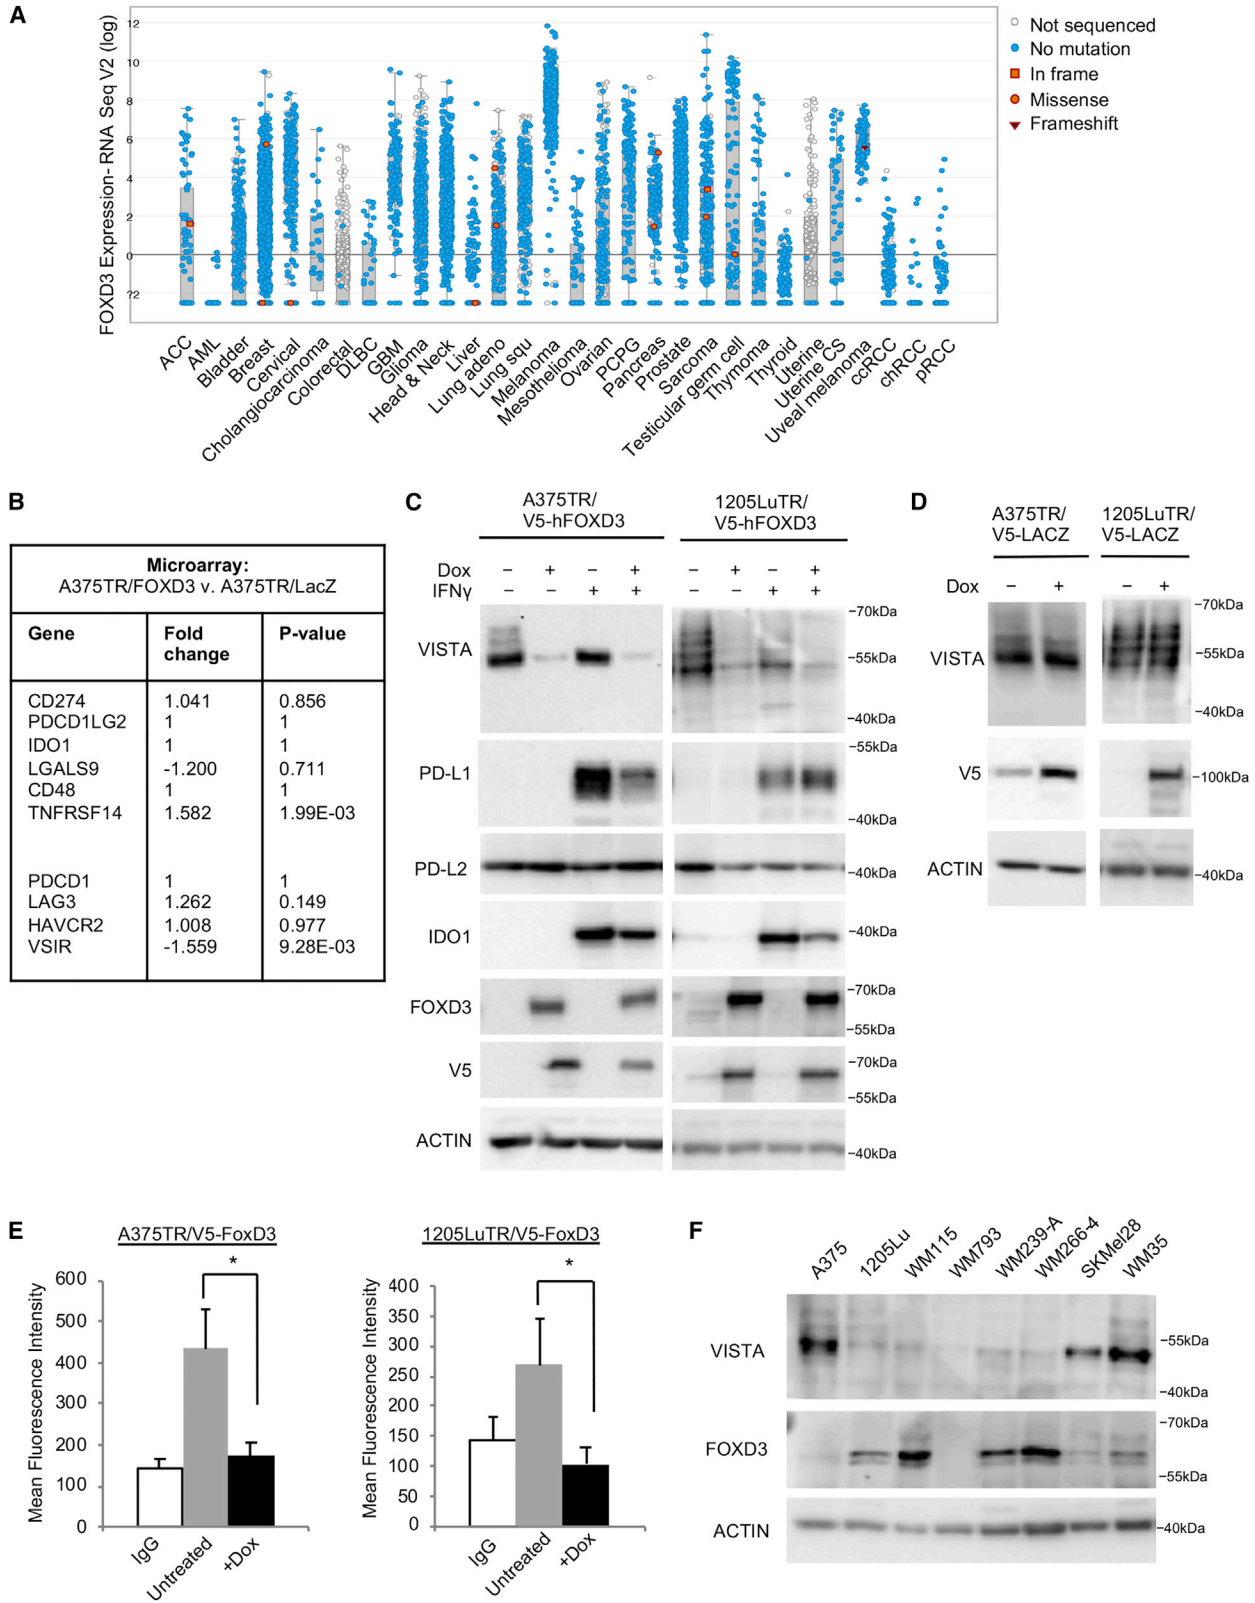 A
FOXD3 Expression- RNA Seq V2 (log)
12
10
8
6
4
2
0
?2
Not sequenced
No mutation
In frame
Missense
Frameshift
ACC
AML
Bladder
Breast
Cervical
Cholangiocarcinoma
Colorectal
DLBC
GBM
Glioma
Head & Neck
Liver
Lung adeno
Lung squ
Melanoma
Mesothelioma
Ovarian
PCPG
Pancreas
Prostate
Sarcoma
Testicular germ cell
Thymoma
Thyroid
Uterine
Uterine CS
Uveal melanoma
ccRCC
chRCC
pRCC
B
Microarray:
A375TR/FOXD3 v. A375TR/LacZ
Gene Fold change P-value
CD274 1.041 0.856
PDCD1LG2 1 1
IDO1 1 1
LGALS9 -1.200 0.711
CD48 1 1
TNFRSF14 1.582 1.99E-03
PDCD1 1 1
LAG3 1.262 0.149
HAVCR2 1.008 0.977
VSIR -1.559 9.28E-03
C
A375TR/
V5-hFOXD3
1205LuTR/
V5-hFOXD3
Dox – + – + – + – +
IFNγ – – + + – – + +
VISTA
–70kDa
–55kDa
–40kDa
PD-L1
–55kDa
–40kDa
PD-L2
–40kDa
IDO1
–40kDa
FOXD3
–70kDa
–55kDa
V5
–70kDa
–55kDa
ACTIN
–40kDa
D
A375TR/
V5-LACZ
1205LuTR/
V5-LACZ
Dox – + – +
VISTA
–70kDa
–55kDa
–40kDa
V5
–100kDa
ACTIN
–40kDa
E
A375TR/V5-FoxD3
Mean Fluorescence Intensity
600
500
400
300
200
100
0
*
IgG
Untreated
+Dox
1205LuTR/V5-FoxD3
Mean Fluorescence Intensity
400
350
300
250
200
150
100
50
0
*
IgG
Untreated
+Dox
F
A375
1205Lu
WM115
WM793
WM239-A
WM266-4
SKMel28
WM35
VISTA
–55kDa
–40kDa
FOXD3
–70kDa
–55kDa
ACTIN
–40kDa